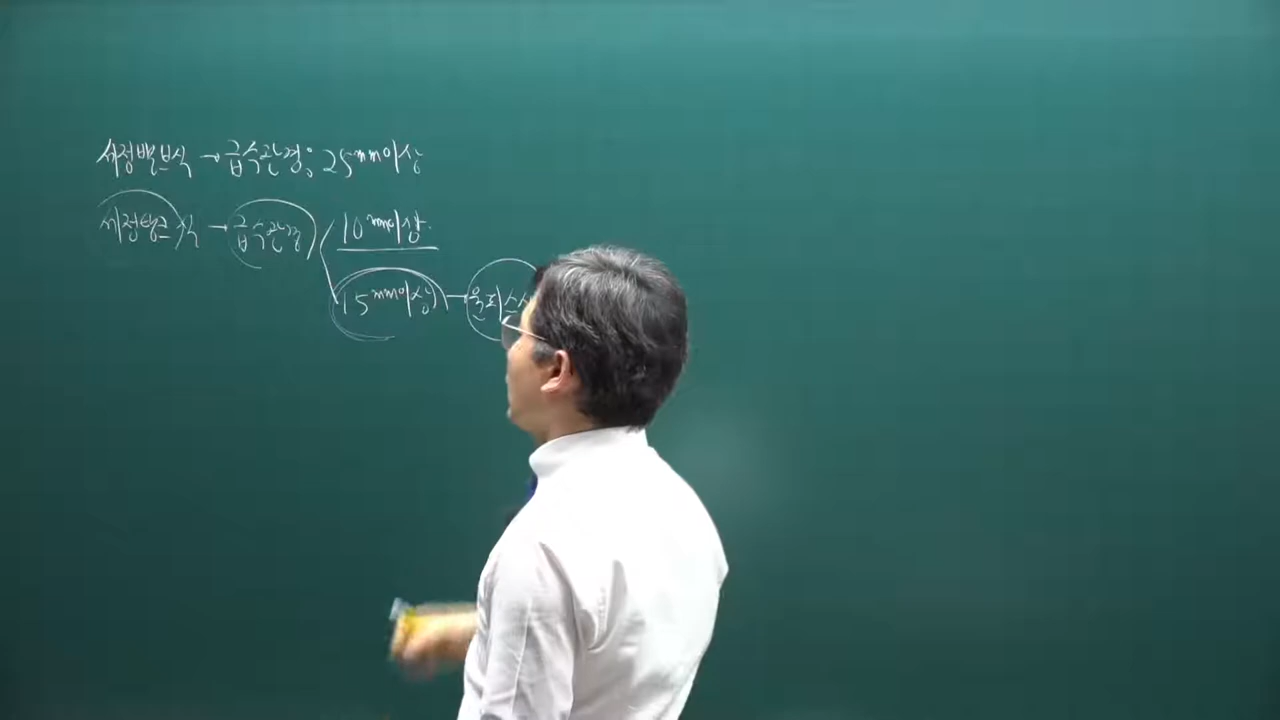 세정밸브식 → 급수관경: 25mm이상
세정탱크식 → 급수관경
10mm이상.
15mm이상 →